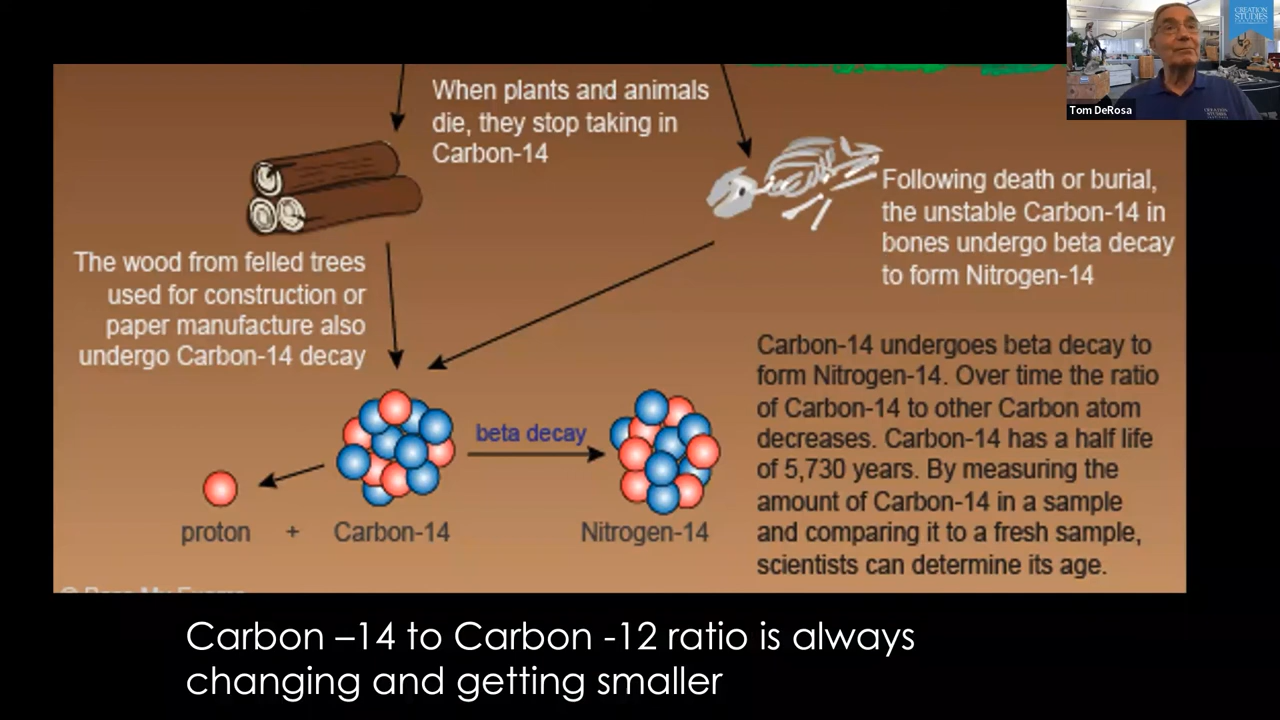 CREATION
STUDIES
Tom DeRosa
CREATION
STUDIES
When plants and animals
die, they stop taking in
Carbon-14
Following death or burial,
the unstable Carbon-14 in
bones undergo beta decay
to form Nitrogen-14
The wood from felled trees
used for construction or
paper manufacture also
undergo Carbon-14 decay
Carbon-14 undergoes beta decay to
form Nitrogen-14. Over time the ratio
of Carbon-14 to other Carbon atom
decreases. Carbon-14 has a half life
of 5,730 years. By measuring the
amount of Carbon-14 in a sample
and comparing it to a fresh sample,
scientists can determine its age.
beta decay
proton + Carbon-14
Nitrogen-14
Carbon –14 to Carbon -12 ratio is always
changing and getting smaller